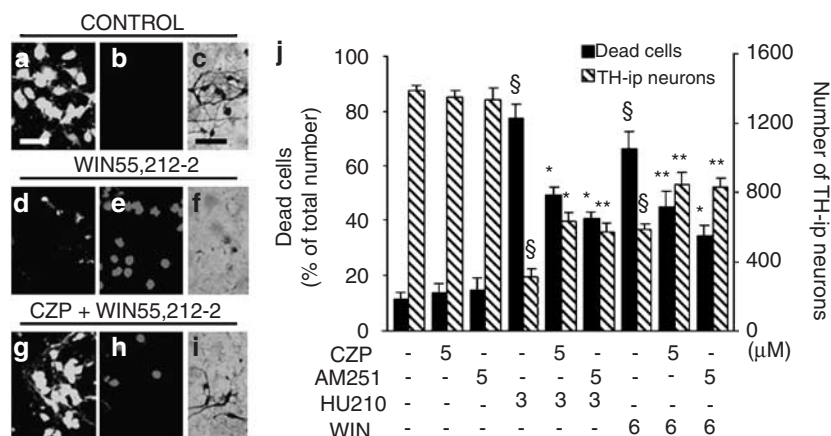 CONTROL
a b c
WIN55,212-2
d e f
CZP + WIN55,212-2
g h i
j
Dead cells
TH-ip neurons
Dead cells
(% of total number)
100
80
60
40
20
0
§ § * * * ** § § ** ** * **
Number of TH-ip neurons
1600
1200
800
400
0
(µM)
CZP - 5 - - 5 - - 5 -
AM251 - - 5 - - 5 - - 5
HU210 - - - 3 3 3 - - -
WIN - - - - - - 6 6 6